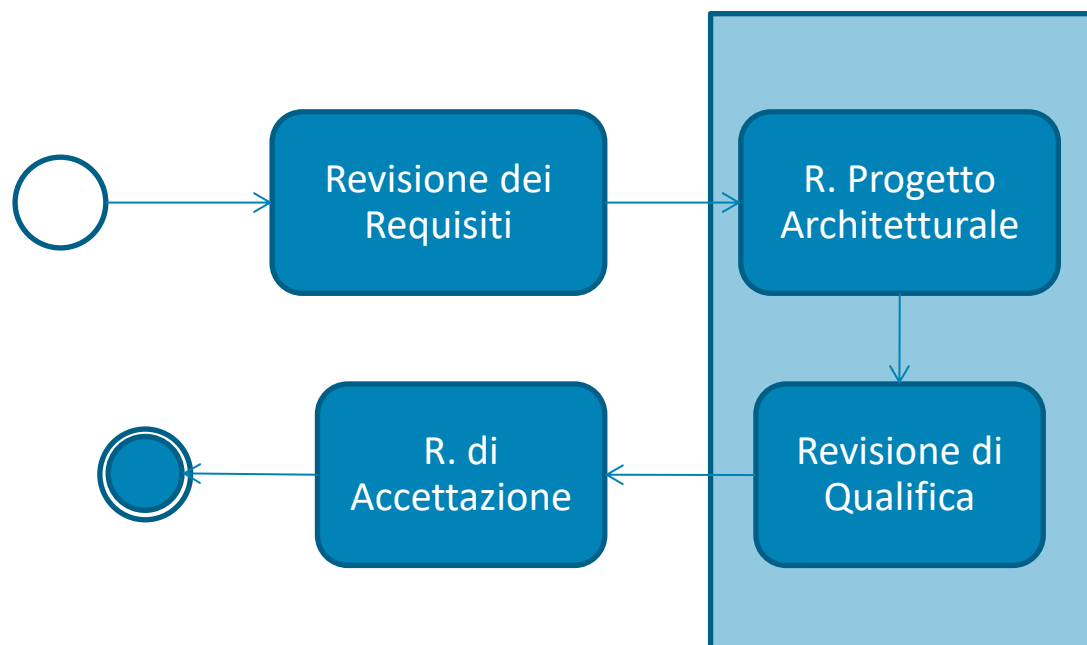 Revisione dei
Requisiti
R. Progetto
Architetturale
R. di
Accettazione
Revisione di
Qualifica